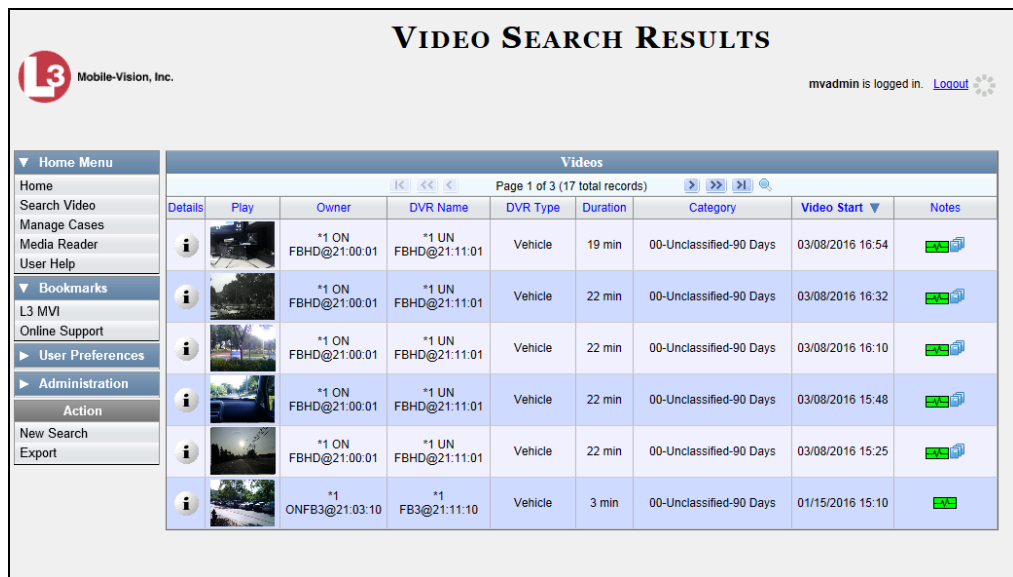 VIDEO SEARCH RESULTS
L3 Mobile-Vision, Inc.
mvadmin is logged in. Logout
▼ Home Menu
Home
Search Video
Manage Cases
Media Reader
User Help
▼ Bookmarks
L3 MVI
Online Support
► User Preferences
► Administration
Action
New Search
Export
Videos
Page 1 of 3 (17 total records)
Details Play Owner DVR Name DVR Type Duration Category Video Start ▼ Notes
*1 ON FBHD@21:00:01 *1 UN FBHD@21:11:01 Vehicle 19 min 00-Unclassified-90 Days 03/08/2016 16:54
*1 ON FBHD@21:00:01 *1 UN FBHD@21:11:01 Vehicle 22 min 00-Unclassified-90 Days 03/08/2016 16:32
*1 ON FBHD@21:00:01 *1 UN FBHD@21:11:01 Vehicle 22 min 00-Unclassified-90 Days 03/08/2016 16:10
*1 ON FBHD@21:00:01 *1 UN FBHD@21:11:01 Vehicle 22 min 00-Unclassified-90 Days 03/08/2016 15:48
*1 ON FBHD@21:00:01 *1 UN FBHD@21:11:01 Vehicle 22 min 00-Unclassified-90 Days 03/08/2016 15:25
*1 ONFB3@21:03:10 *1 FB3@21:11:10 Vehicle 3 min 00-Unclassified-90 Days 01/15/2016 15:10